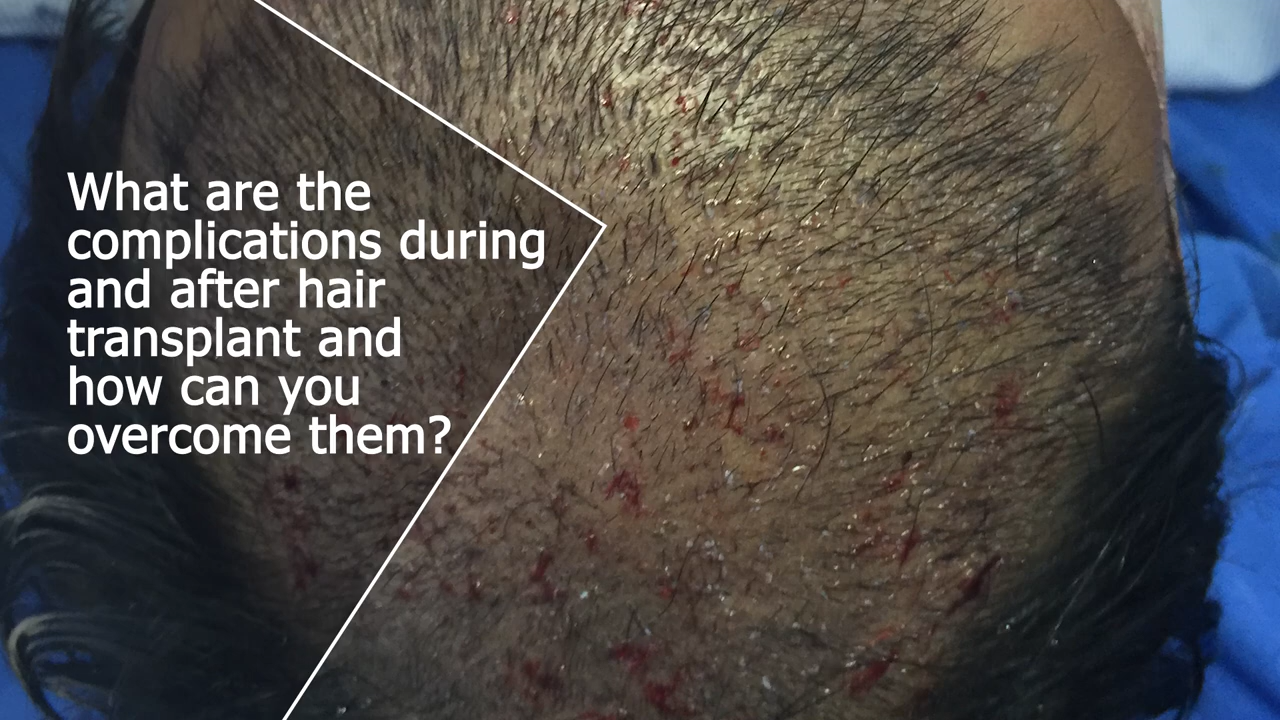 What are the
complications during
and after hair
transplant and
how can you
overcome them?